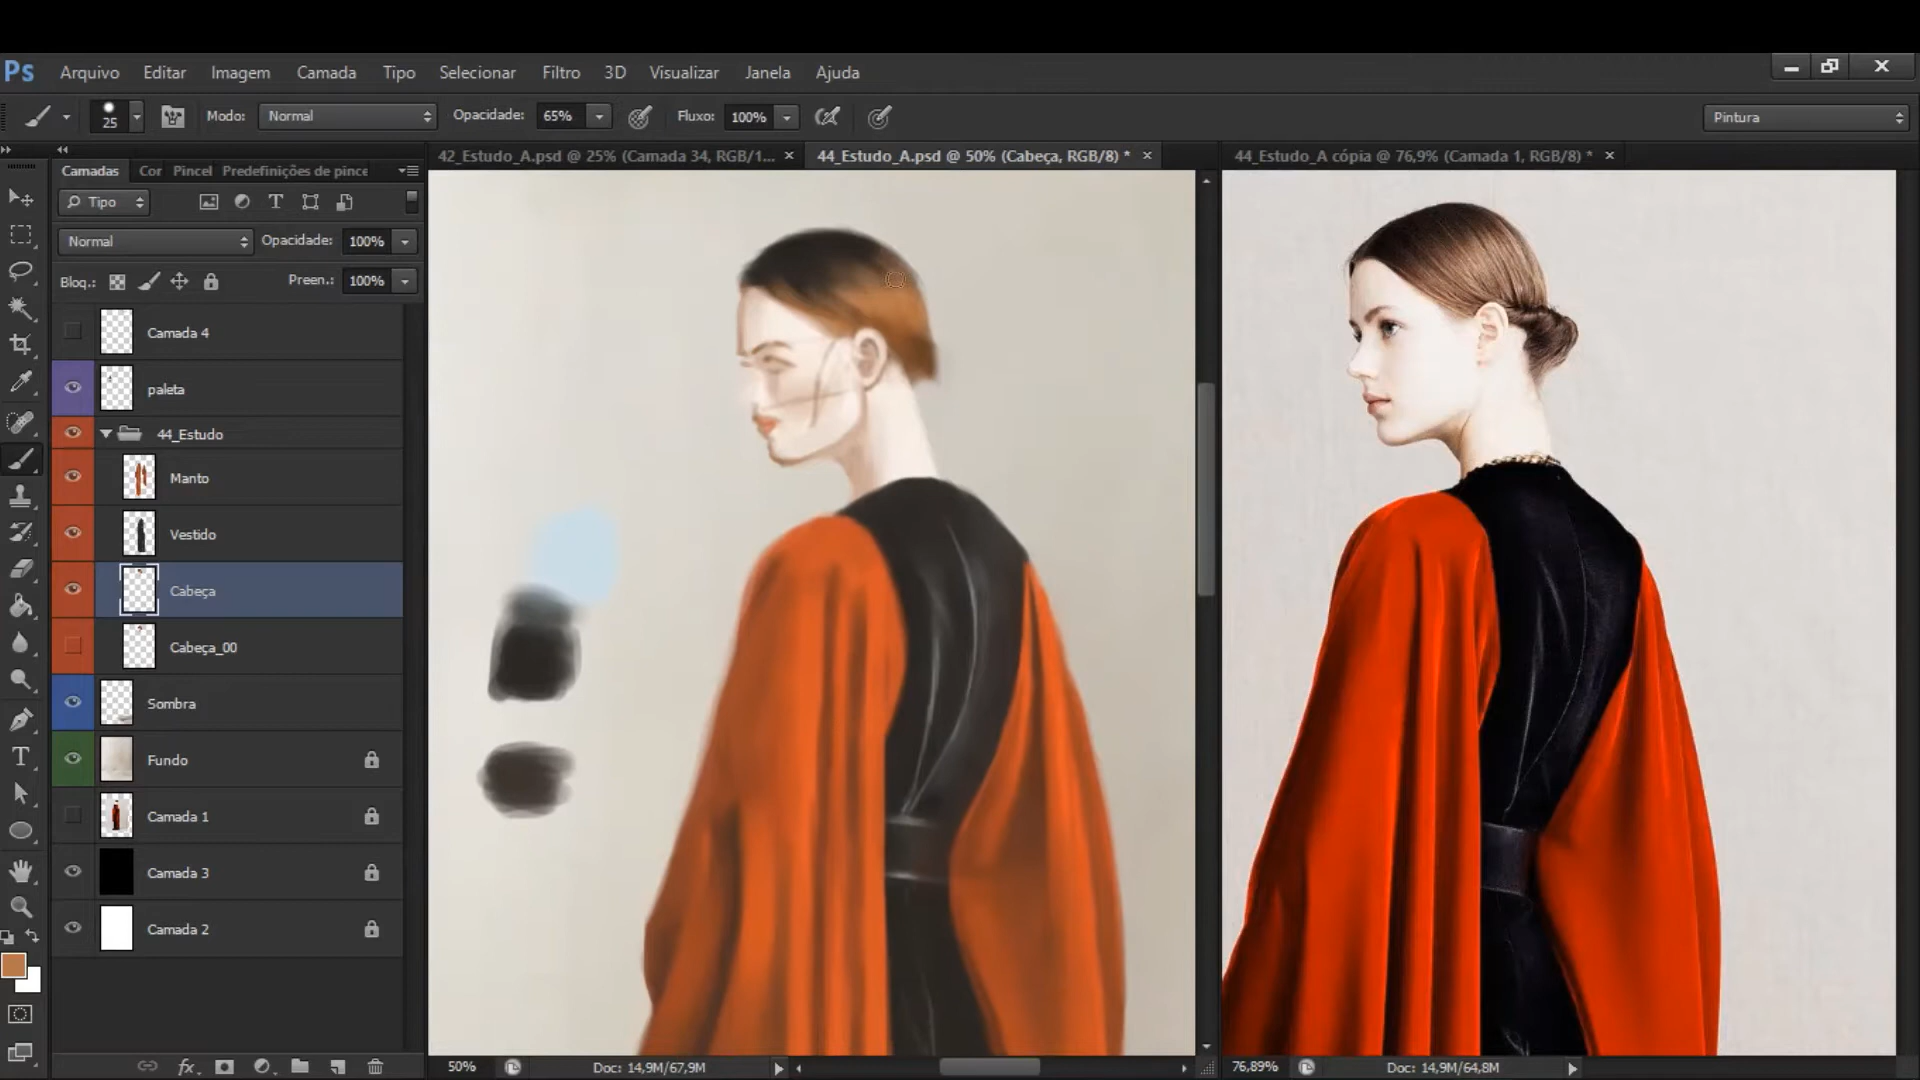 Ps Arquivo Editar Imagem Camada Tipo Selecionar Filtro 3D Visualizar Janela Ajuda
25 Modo: Normal Opacidade: 65% Fluxo: 100% Pintura
Camadas Cor Pincel Predefinições de pince
42_Estudo_A.psd @ 25% (Camada 34, RGB/1... × 44_Estudo_A.psd @ 50% (Cabeça, RGB/8) * × 44_Estudo_A cópia @ 76,9% (Camada 1, RGB/8) * ×
Tipo
Normal Opacidade: 100%
Bloq.: Preen.: 100%
Camada 4
paleta
44_Estudo
Manto
Vestido
Cabeça
Cabeça_00
Sombra
Fundo
Camada 1
Camada 3
Camada 2
fx
50% Doc: 14,9M/67,9M
76,89% Doc: 14,9M/64,8M